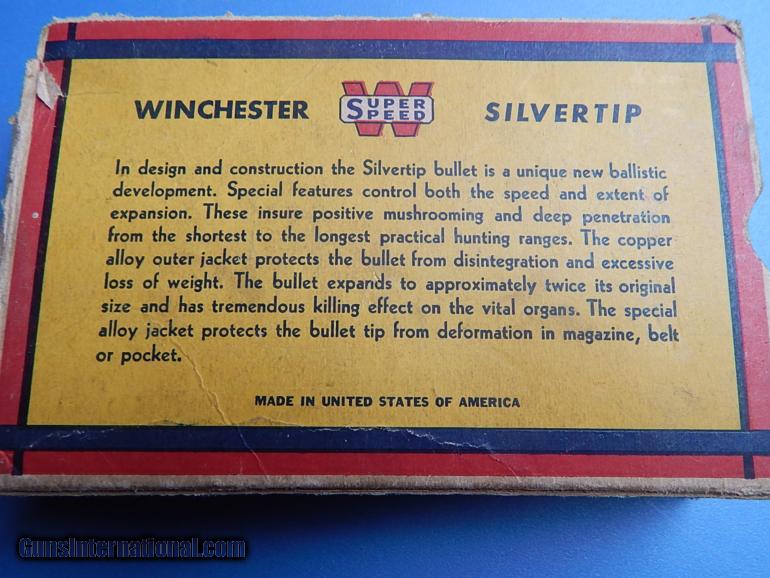 WINCHESTER SUPER SPEED W SILVERTIP
In design and construction the Silvertip bullet is a unique new ballistic
development. Special features control both the speed and extent of
expansion. These insure positive mushrooming and deep penetration
from the shortest to the longest practical hunting ranges. The copper
alloy outer jacket protects the bullet from disintegration and excessive
loss of weight. The bullet expands to approximately twice its original
size and has tremendous killing effect on the vital organs. The special
alloy jacket protects the bullet tip from deformation in magazine, belt
or pocket.
MADE IN UNITED STATES OF AMERICA
GunsInternational.com